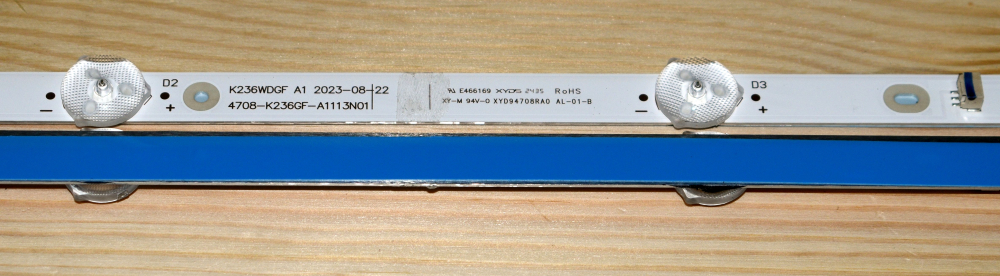 D2
K236WDGF A1 2023-08-22
4708-K236GF-A1113N01
E466169 XYDS 2435 RoHS
XY-M 94V-0 XYD94708RA0 AL-01-B
D3
- +
- +